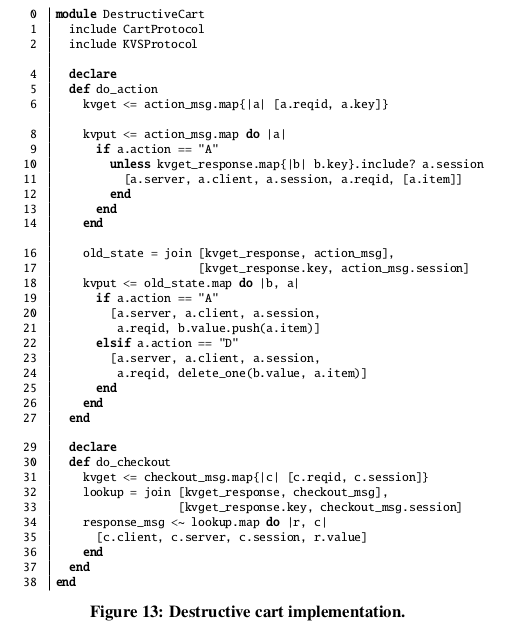 0 module DestructiveCart
1 include CartProtocol
2 include KVSProtocol
4 declare
5 def do_action
6 kvget <= action_msg.map{|a| [a.reqid, a.key]}
8 kvput <= action_msg.map do |a|
9 if a.action == "A"
10 unless kvget_response.map{|b| b.key}.include? a.session
11 [a.server, a.client, a.session, a.reqid, [a.item]]
12 end
13 end
14 end
16 old_state = join [kvget_response, action_msg],
17 [kvget_response.key, action_msg.session]
18 kvput <= old_state.map do |b, a|
19 if a.action == "A"
20 [a.server, a.client, a.session,
21 a.reqid, b.value.push(a.item)]
22 elsif a.action == "D"
23 [a.server, a.client, a.session,
24 a.reqid, delete_one(b.value, a.item)]
25 end
26 end
27 end
29 declare
30 def do_checkout
31 kvget <= checkout_msg.map{|c| [c.reqid, c.session]}
32 lookup = join [kvget_response, checkout_msg],
33 [kvget_response.key, checkout_msg.session]
34 response_msg <~ lookup.map do |r, c|
35 [c.client, c.server, c.session, r.value]
36 end
37 end
38 end
Figure 13: Destructive cart implementation.